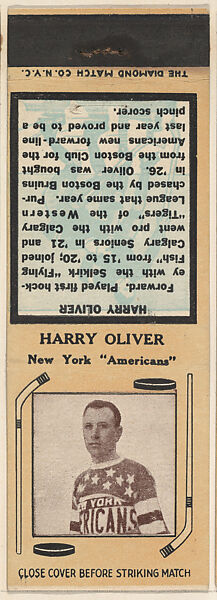 THE DIAMOND MATCH CO. N.Y.C.
HARRY OLIVER
Forward. Played first hock-
ey with the Selkirk "Flying
Fish" from '15 to '20; joined
Calgary Seniors in '21 and
went pro with the Calgary
"Tigers" of the Western
League that same year. Pur-
chased by the Boston Bruins
in '26. Oliver was bought
from the Boston Club for the
Americans new forward-line
last year and proved to be a
pinch scorer.
HARRY OLIVER
New York "Americans"
YORK
RICANS
CLOSE COVER BEFORE STRIKING MATCH